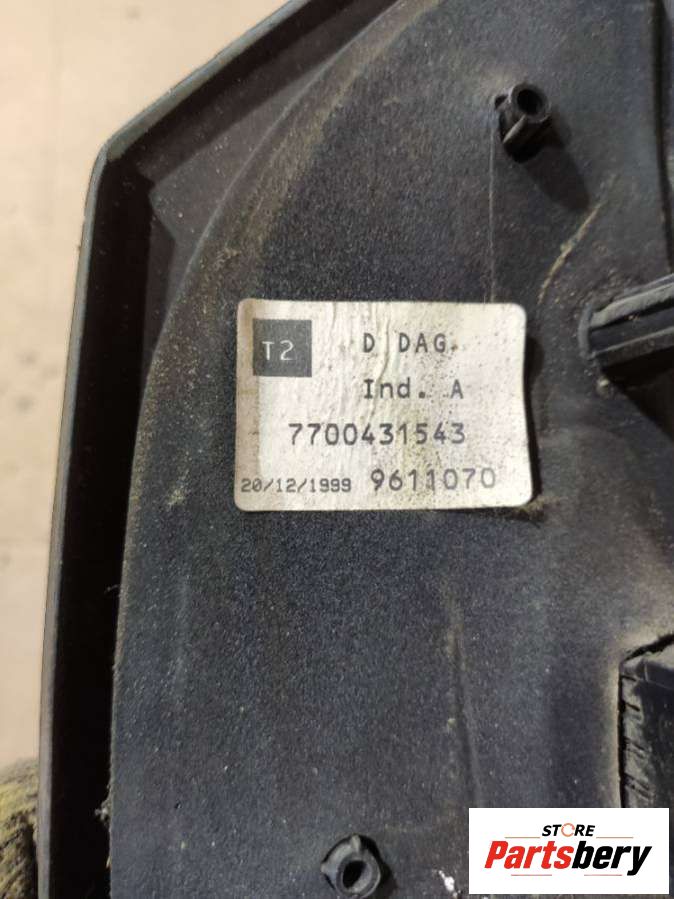 T2 D DAG.
Ind. A
7700431543
20/12/1999 9611070
STORE
Partsbery